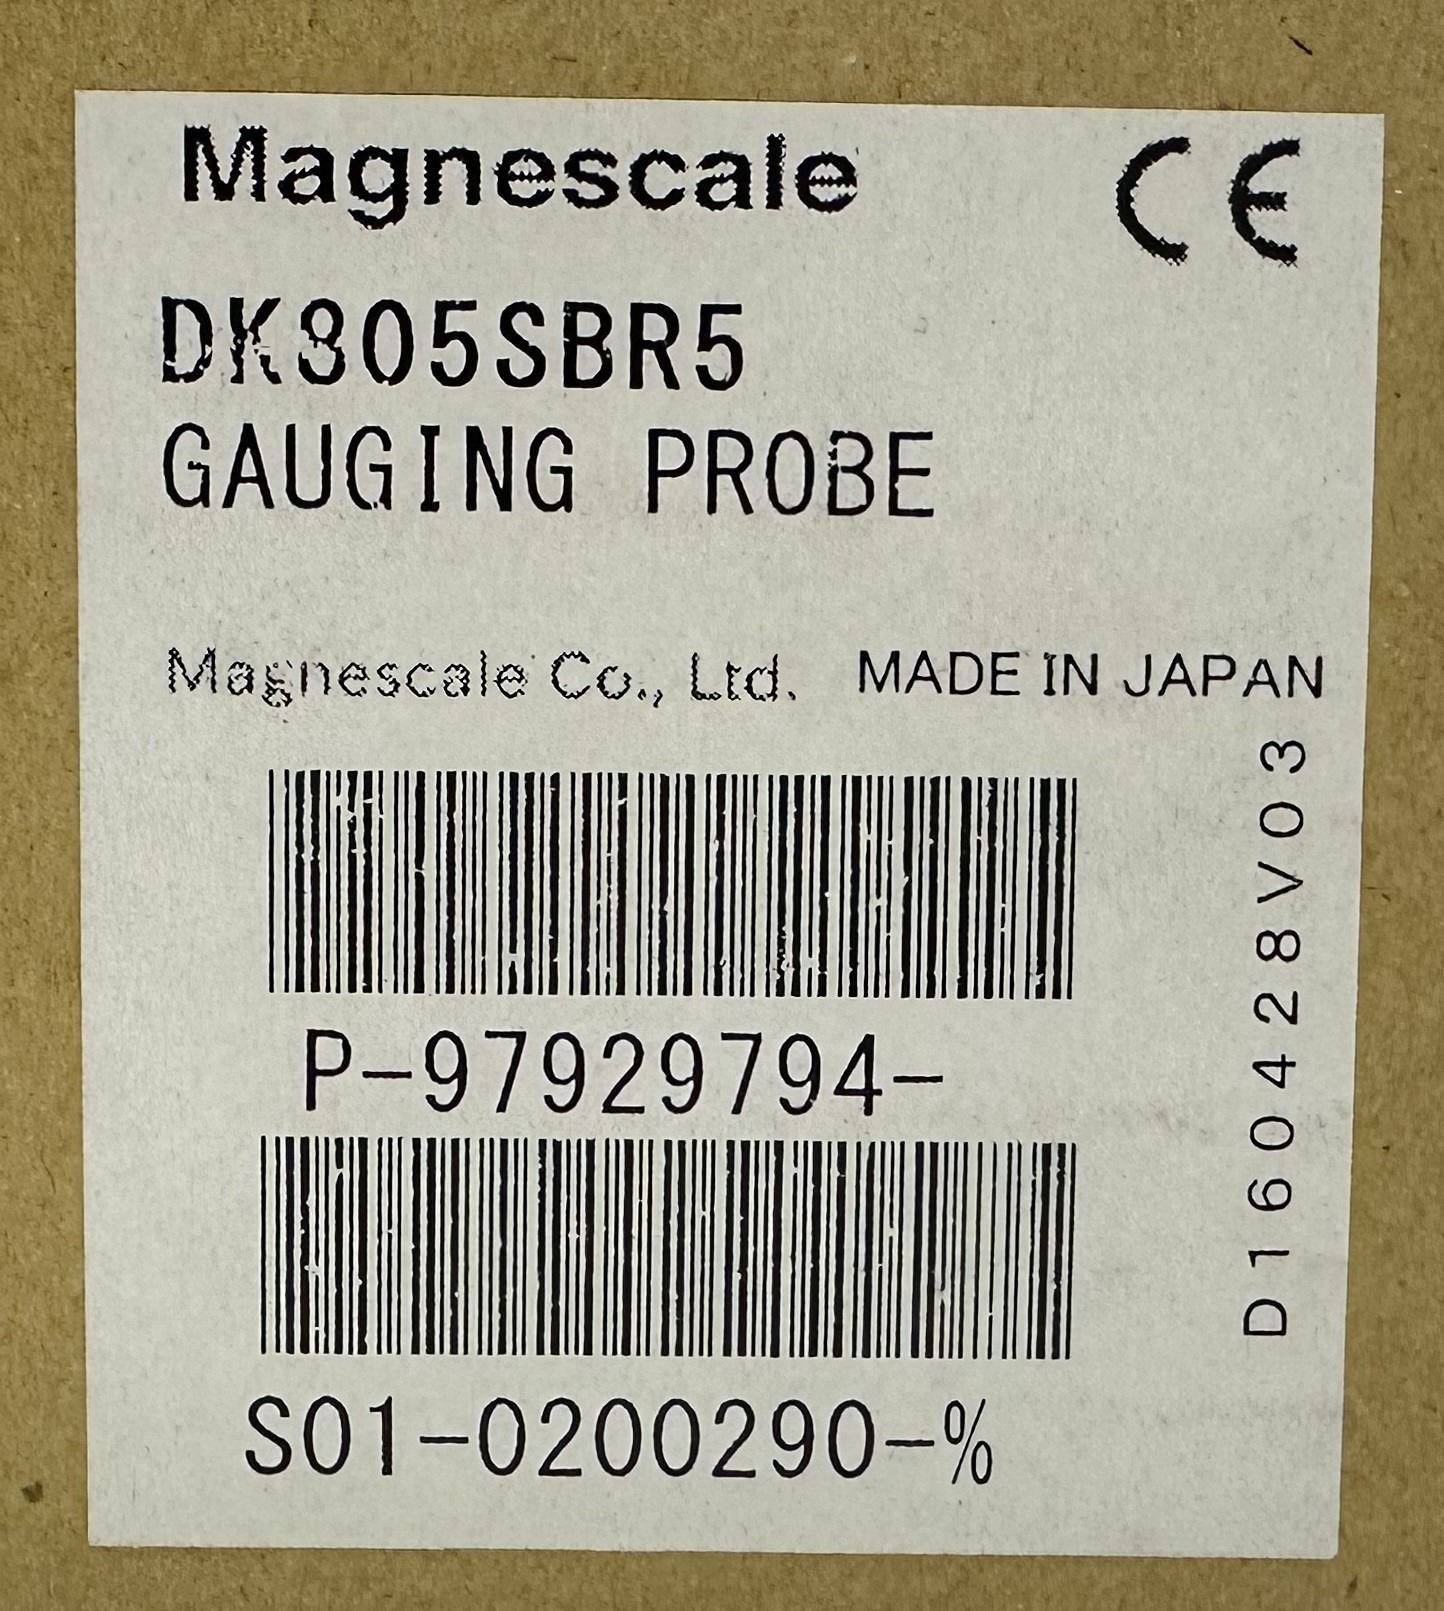 Magnescale CE
DK805SBR5
GAUGING PROBE
Magnescale Co., Ltd. MADE IN JAPAN
P-97929794-
S01-0200290-%
D160428V03